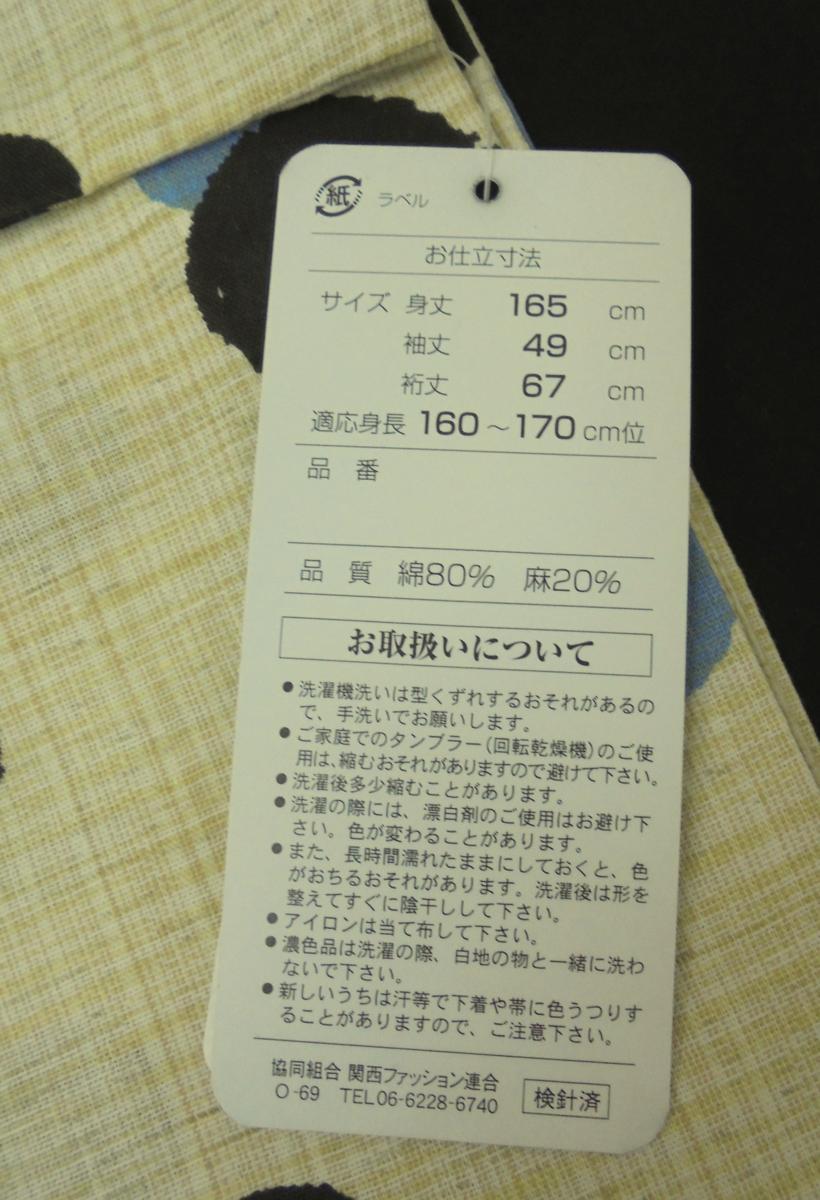 紙 ラベル
お仕立寸法
サイズ 身丈 165 cm
袖丈 49 cm
裄丈 67 cm
適応身長 160～170cm位
品 番
品 質 綿80% 麻20%
お取扱いについて
●洗濯機洗いは型くずれするおそれがあるの
で、手洗いでお願いします。
●ご家庭でのタンブラー(回転乾燥機)のご使
用は、縮むおそれがありますので避けて下さい。
●洗濯後多少縮むことがあります。
●洗濯の際には、漂白剤のご使用はお避け下
さい。色が変わることがあります。
●また、長時間濡れたままにしておくと、色
がおちるおそれがあります。洗濯後は形を
整えてすぐに陰干しして下さい。
●アイロンは当て布して下さい。
●濃色品は洗濯の際、白地の物と一緒に洗わ
ないで下さい。
●新しいうちは汗等で下着や帯に色うつりす
ることがありますので、ご注意下さい。
協同組合 関西ファッション連合
O-69 TEL06-6228-6740 検針済